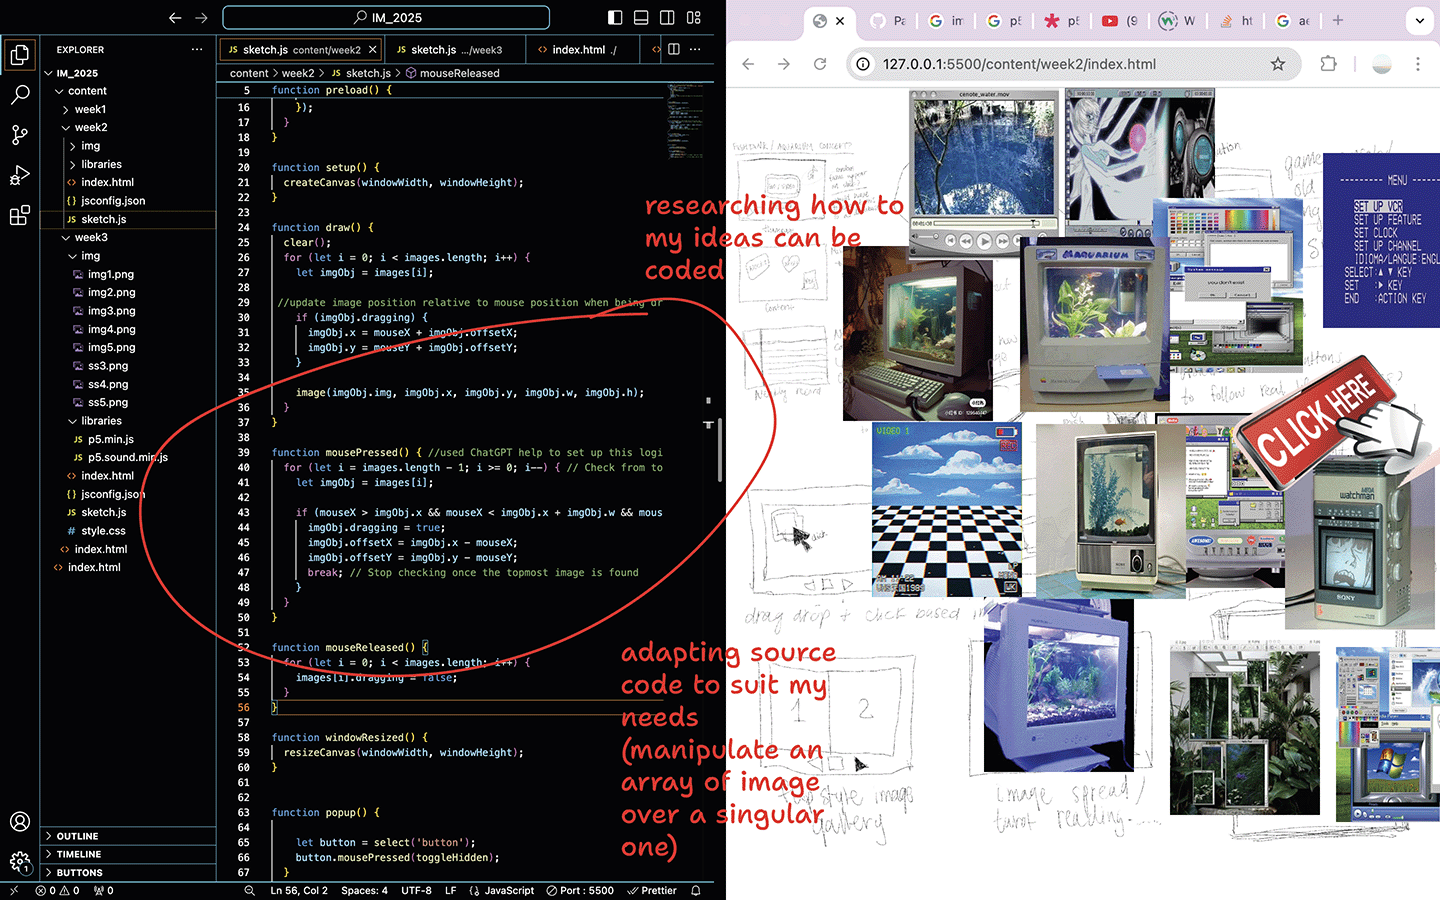 IM_2025
EXPLORER
IM_2025
content
week1
week2
img
libraries
index.html
jsconfig.json
sketch.js
week3
img
img1.png
img2.png
img3.png
img4.png
img5.png
ss3.png
ss4.png
ss5.png
libraries
p5.min.js
p5.sound.min.js
index.html
jsconfig.json
sketch.js
style.css
index.html
index.html
OUTLINE
TIMELINE
BUTTONS
sketch.js content/week2
sketch.js .../week3
index.html ./
content > week2 > JS sketch.js > mouseReleased
5 function preload() {
16 });
17 }
18 }
19
20 function setup() {
21 createCanvas(windowWidth, windowHeight);
22 }
23
24 function draw() {
25 clear();
26 for (let i = 0; i < images.length; i++) {
27 let imgObj = images[i];
28
29 //update image position relative to mouse position when being dr
30 if (imgObj.dragging) {
31 imgObj.x = mouseX + imgObj.offsetX;
32 imgObj.y = mouseY + imgObj.offsetY;
33 }
34
35 image(imgObj.img, imgObj.x, imgObj.y, imgObj.w, imgObj.h);
36 }
37 }
38
39 function mousePressed() { //used ChatGPT help to set up this logi
40 for (let i = images.length - 1; i >= 0; i--) { // Check from to
41 let imgObj = images[i];
42
43 if (mouseX > imgObj.x && mouseX < imgObj.x + imgObj.w && mous
44 imgObj.dragging = true;
45 imgObj.offsetX = imgObj.x - mouseX;
46 imgObj.offsetY = imgObj.y - mouseY;
47 break; // Stop checking once the topmost image is found
48 }
49 }
50 }
51
52 function mouseReleased() {
53 for (let i = 0; i < images.length; i++) {
54 images[i].dragging = false;
55 }
56 }
57
58 function windowResized() {
59 resizeCanvas(windowWidth, windowHeight);
60 }
61
62
63 function popup() {
64
65 let button = select('button');
66 button.mousePressed(toggleHidden);
67 }
0 0 0
Ln 56, Col 2 Spaces: 4 UTF-8 LF {} JavaScript Port : 5500 Prettier
researching how to
my ideas can be
coded
adapting source
code to suit my
needs
(manipulate an
array of image
over a singular
one)
127.0.0.1:5500/content/week2/index.html
cenote_water.mov
MAQUARIUM
you don't exist
MENU
SET UP VCR
SET UP FEATURE
SET CLOCK
SET UP CHANNEL
IDIOMA/LANGUE:ENGL
SELECT:▲ ▼ KEY
SET :▶ KEY
END :ACTION KEY
CLICK HERE
VIDEO 1
REC
watchman
SONY
drag drop + click based
1 2
flip style image
gallery
image spread/
tarot reading